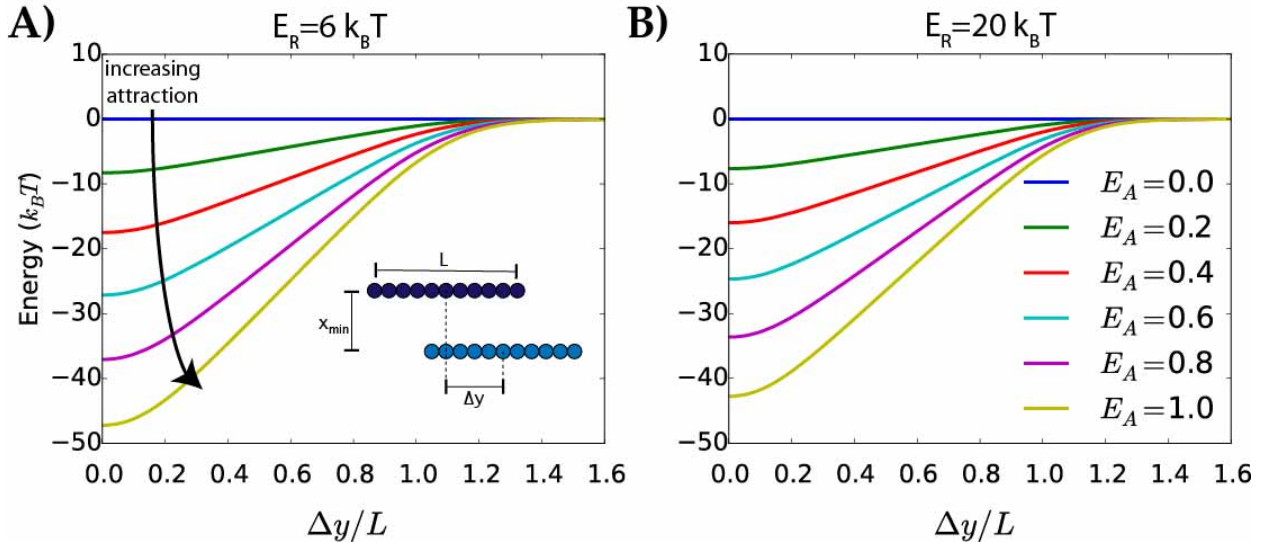 A)
E_R=6 k_BT
10
0
−10
−20
−30
−40
−50
Energy (k_BT)
increasing
attraction
L
x_min
Δy
0.0 0.2 0.4 0.6 0.8 1.0 1.2 1.4 1.6
Δy/L
B)
E_R=20 k_BT
10
0
−10
−20
−30
−40
−50
E_A=0.0
E_A=0.2
E_A=0.4
E_A=0.6
E_A=0.8
E_A=1.0
0.0 0.2 0.4 0.6 0.8 1.0 1.2 1.4 1.6
Δy/L